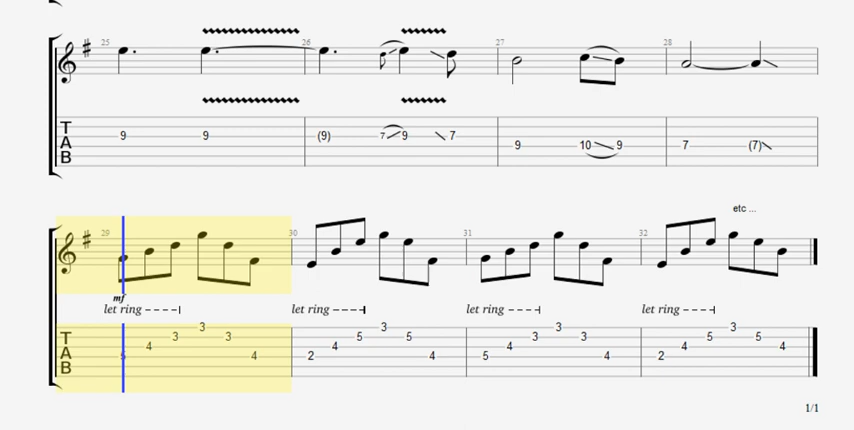 25 26 27 28
T
A
B
9 9 (9) 7 9 7 9 10 9 7 (7)
etc ...
29 30 31 32
mf
let ring let ring let ring let ring
T
A
B
5 4 3 3 3 4 2 4 5 3 5 4 5 4 3 3 3 4 2 4 5 3 5 4
1/1